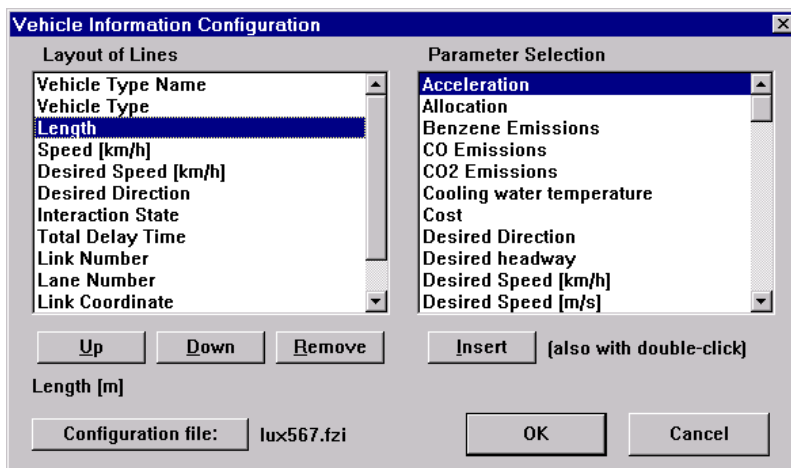 Vehicle Information Configuration
Layout of Lines
Vehicle Type Name
Vehicle Type
Length
Speed [km/h]
Desired Speed [km/h]
Desired Direction
Interaction State
Total Delay Time
Link Number
Lane Number
Link Coordinate
Up Down Remove
Length [m]
Parameter Selection
Acceleration
Allocation
Benzene Emissions
CO Emissions
CO2 Emissions
Cooling water temperature
Cost
Desired Direction
Desired headway
Desired Speed [km/h]
Desired Speed [m/s]
Insert (also with double-click)
Configuration file: lux567.fzi
OK Cancel